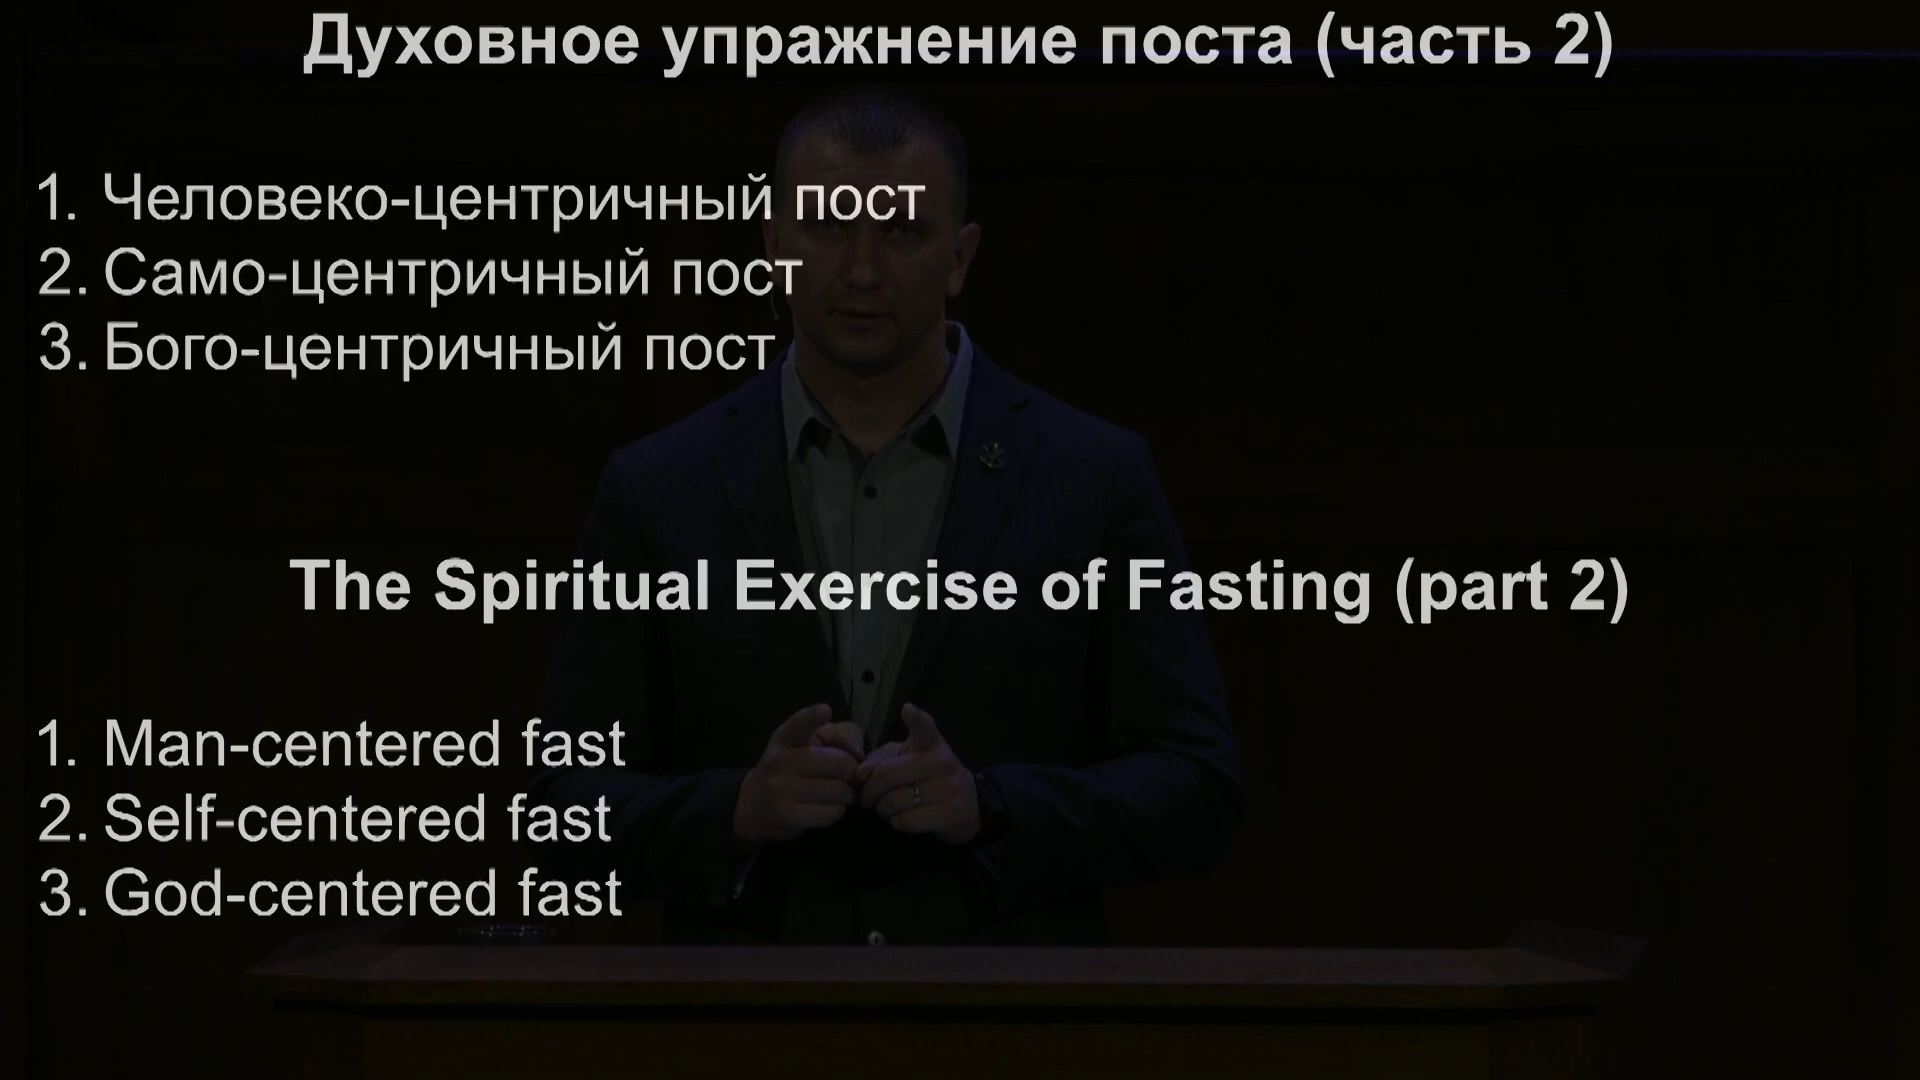 Духовное упражнение поста (часть 2)
1. Человеко-центричный пост
2. Само-центричный пост
3. Бого-центричный пост
The Spiritual Exercise of Fasting (part 2)
1. Man-centered fast
2. Self-centered fast
3. God-centered fast